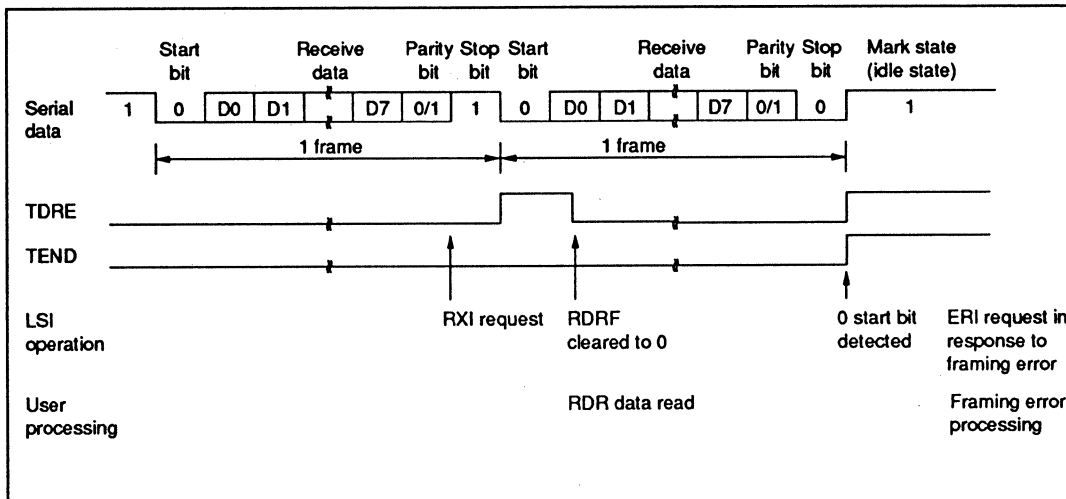 Start bit
Receive data
Parity bit
Stop bit
Start bit
Receive data
Parity bit
Stop bit
Mark state (idle state)
Serial data
1 0 D0 D1 D7 0/1 1 0 D0 D1 D7 0/1 0 1
1 frame 1 frame
TDRE
TEND
LSI operation
RXI request
RDRF cleared to 0
0 start bit detected
ERI request in response to framing error
User processing
RDR data read
Framing error processing